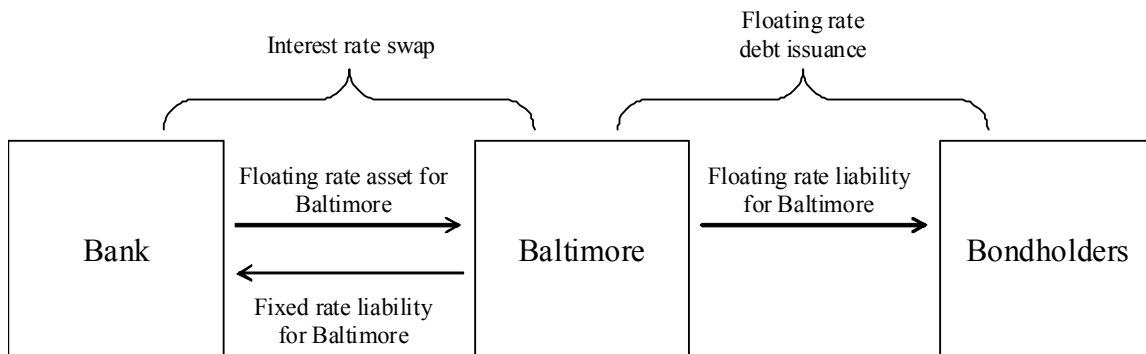 Interest rate swap
Floating rate
debt issuance
Floating rate asset for
Baltimore
Floating rate liability
for Baltimore
Bank
Baltimore
Bondholders
Fixed rate liability
for Baltimore